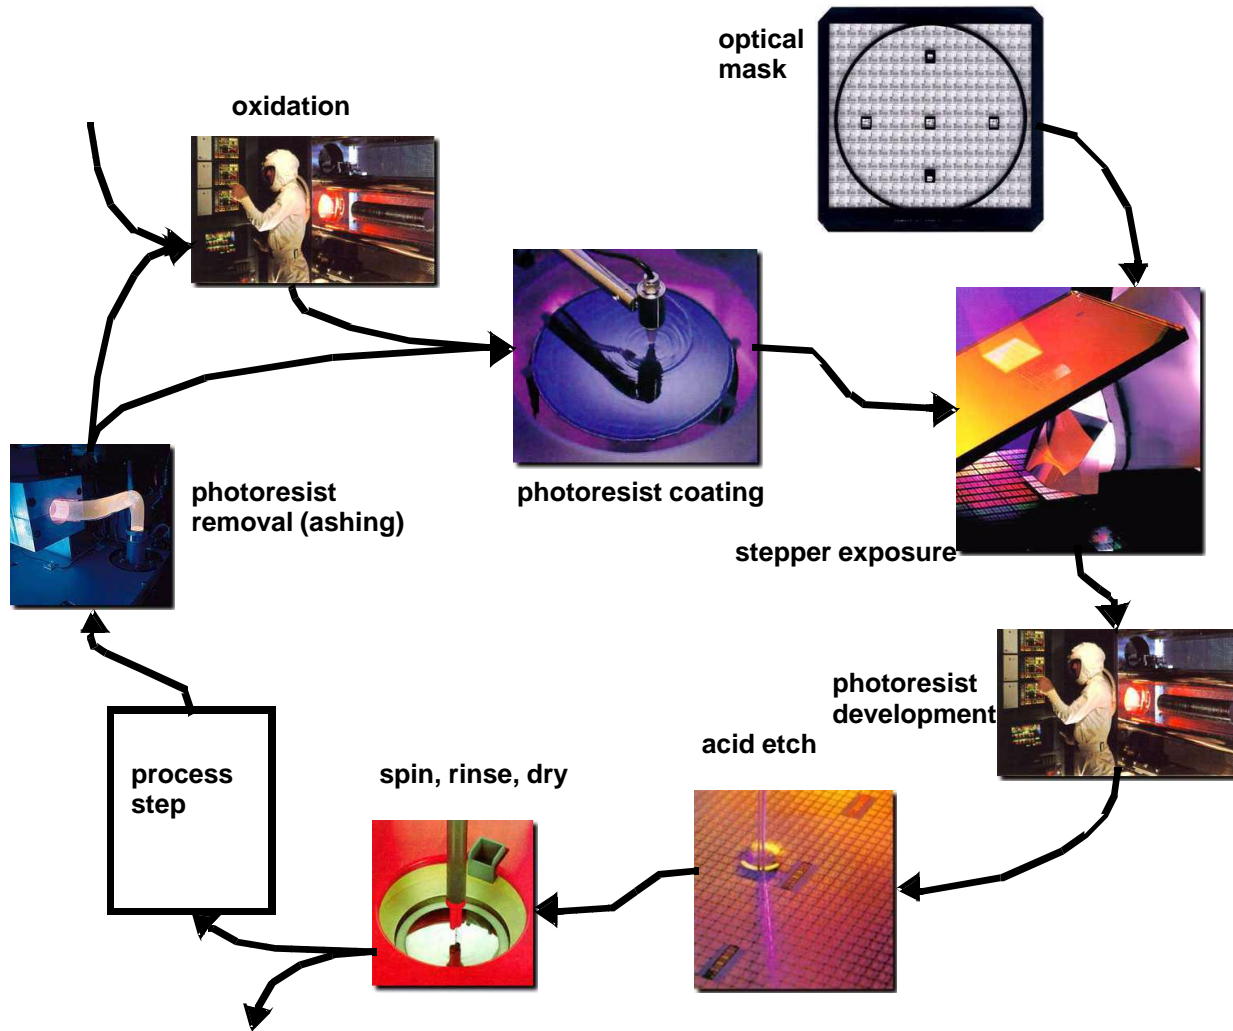 optical
mask
oxidation
photoresist
removal (ashing)
photoresist coating
stepper exposure
photoresist
development
acid etch
spin, rinse, dry
process
step